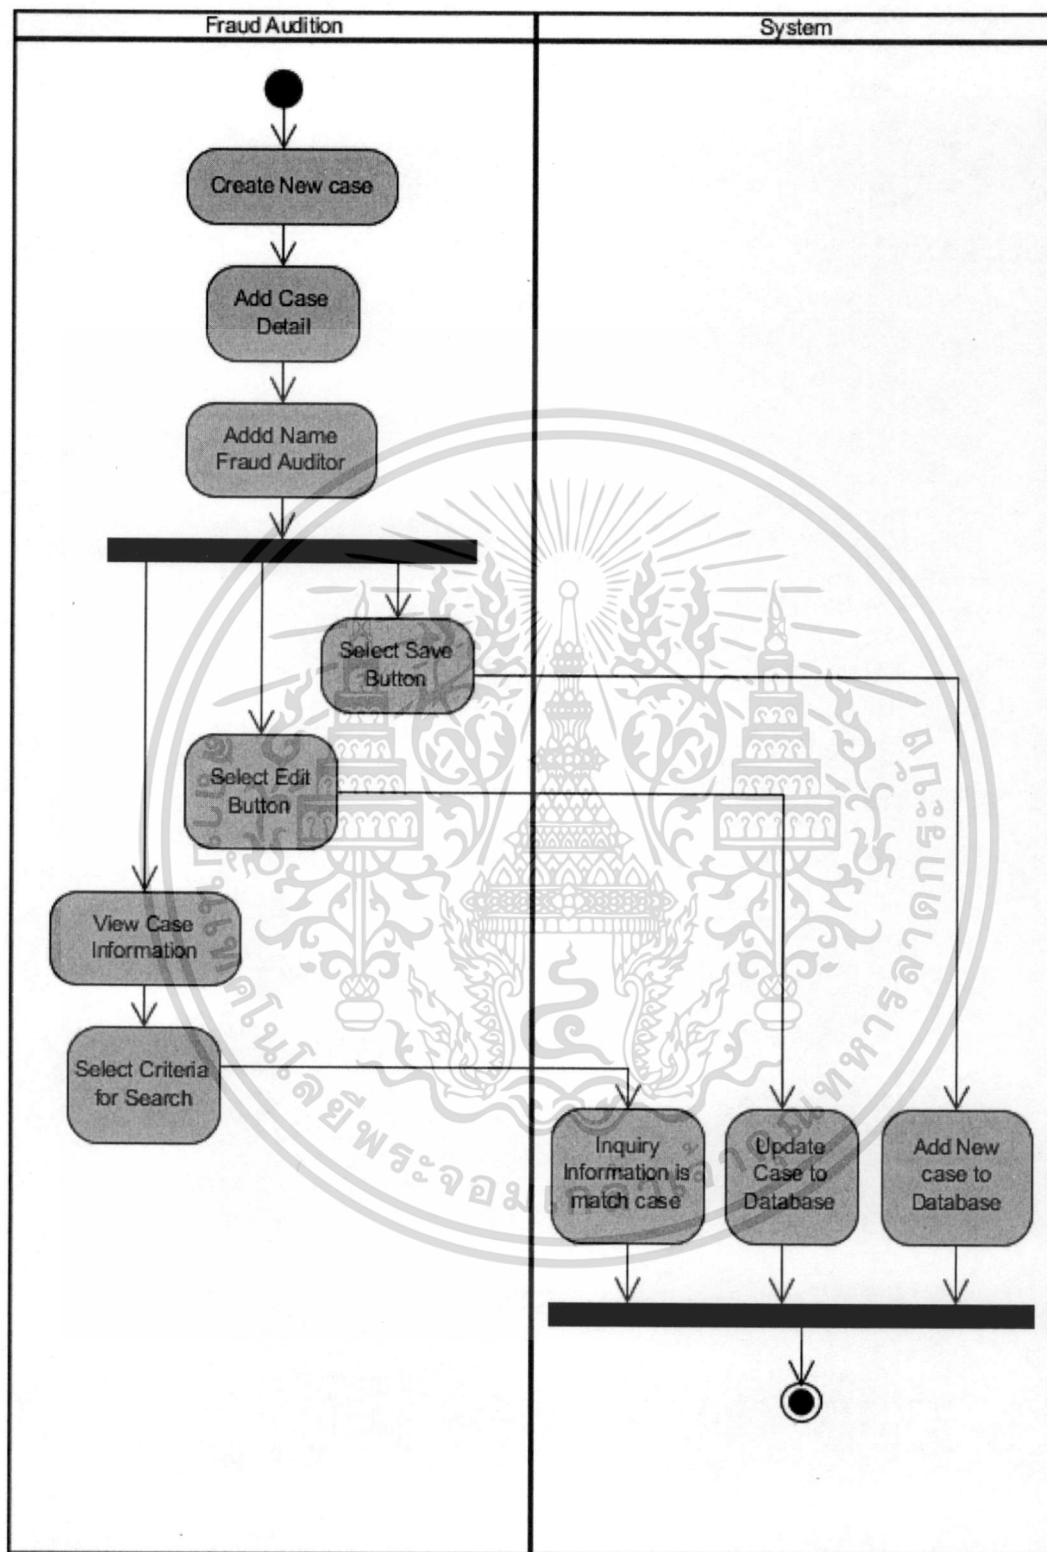 Fraud Audition
System
Create New case
Add Case
Detail
Addd Name
Fraud Auditor
Select Save
Button
Select Edit
Button
View Case
Information
Select Criteria
for Search
Inquiry
Information is
match case
Update
Case to
Database
Add New
case to
Database